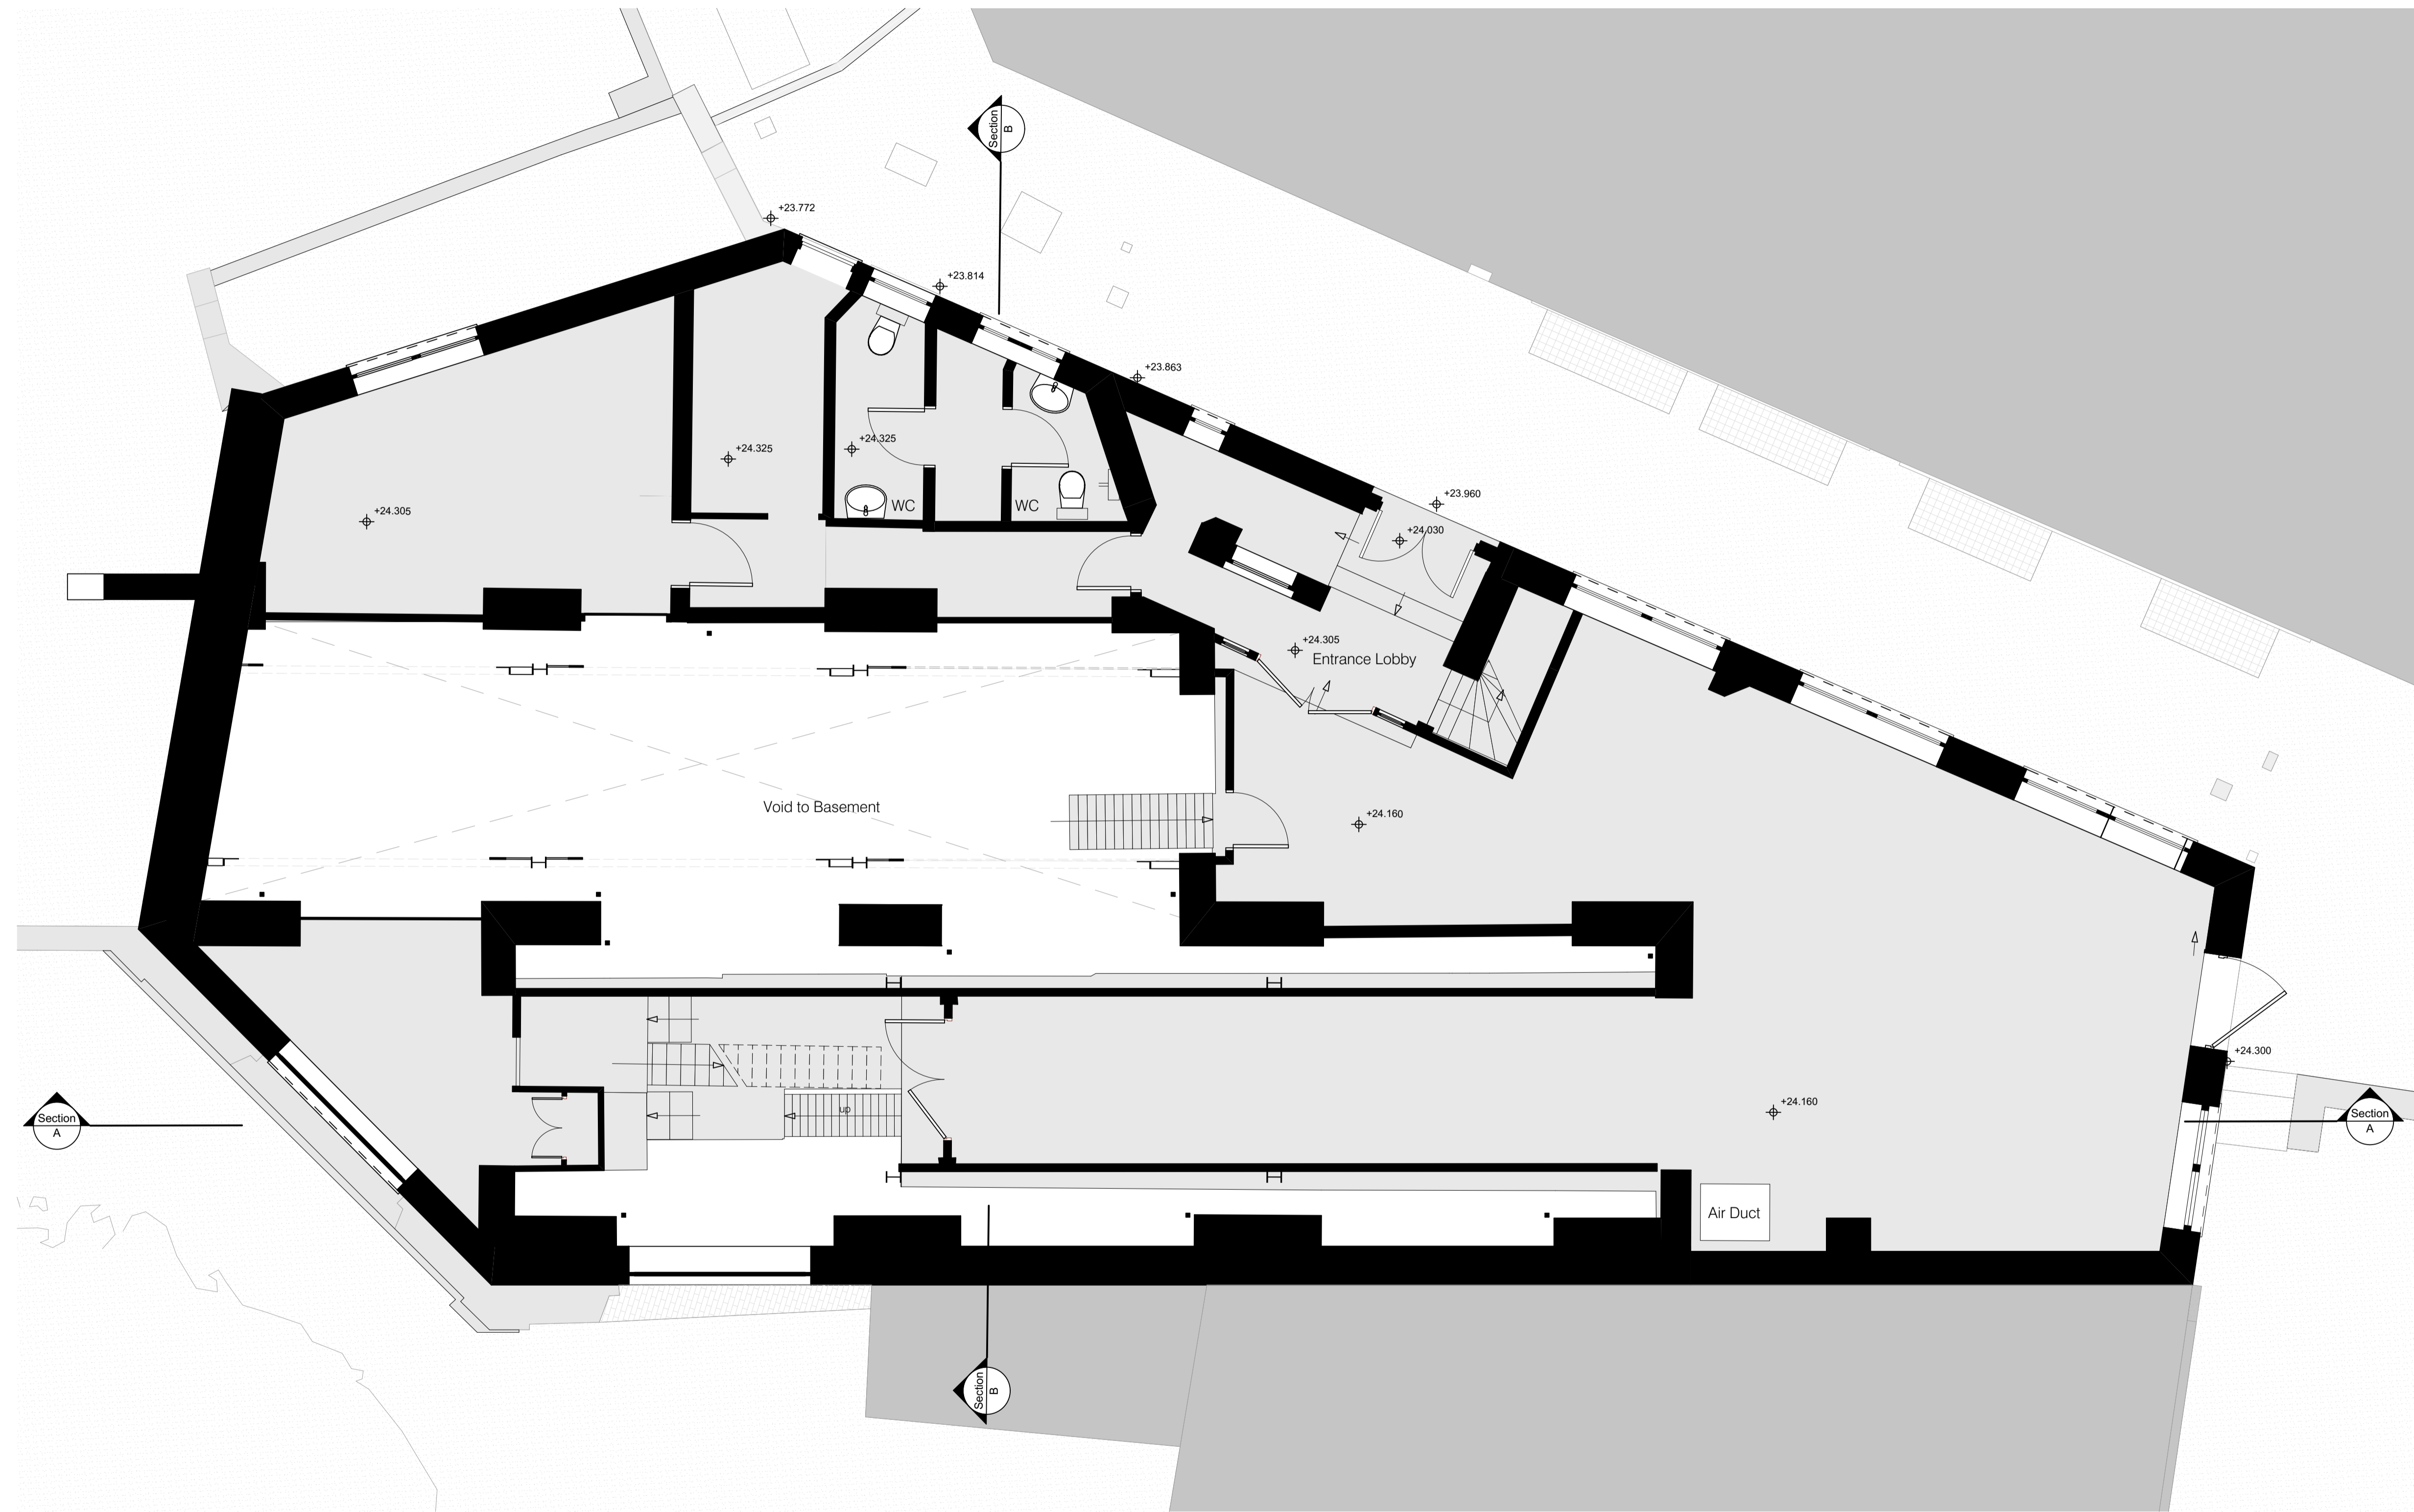 Section
B
+23.772
+23.814
+23.863
+24.325
+24.325
+24.305
WC
WC
+23.960
+24.030
+24.305
Entrance Lobby
Void to Basement
+24.160
+24.300
Section
A
up
+24.160
Section
A
Air Duct
Section
B